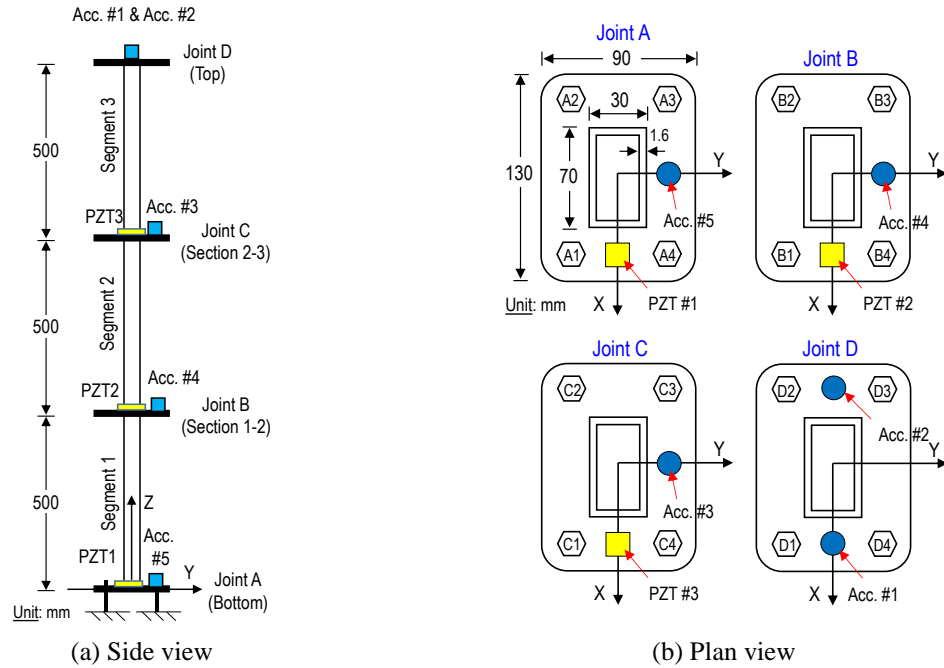 Acc. #1 & Acc. #2
Joint D
(Top)
Segment 3
500
PZT3
Acc. #3
Joint C
(Section 2-3)
Segment 2
500
PZT2
Acc. #4
Joint B
(Section 1-2)
Segment 1
500
Z
PZT1
Acc.
#5
Y
Joint A
(Bottom)
Unit: mm
(a) Side view
Joint A
90
A2
A3
30
1.6
130
70
Y
Acc. #5
A1
A4
Unit: mm
X
PZT #1
Joint B
B2
B3
Y
Acc. #4
B1
B4
X
PZT #2
Joint C
C2
C3
Y
Acc. #3
C1
C4
X
PZT #3
Joint D
D2
D3
Acc. #2
Y
D1
D4
X
Acc. #1
(b) Plan view